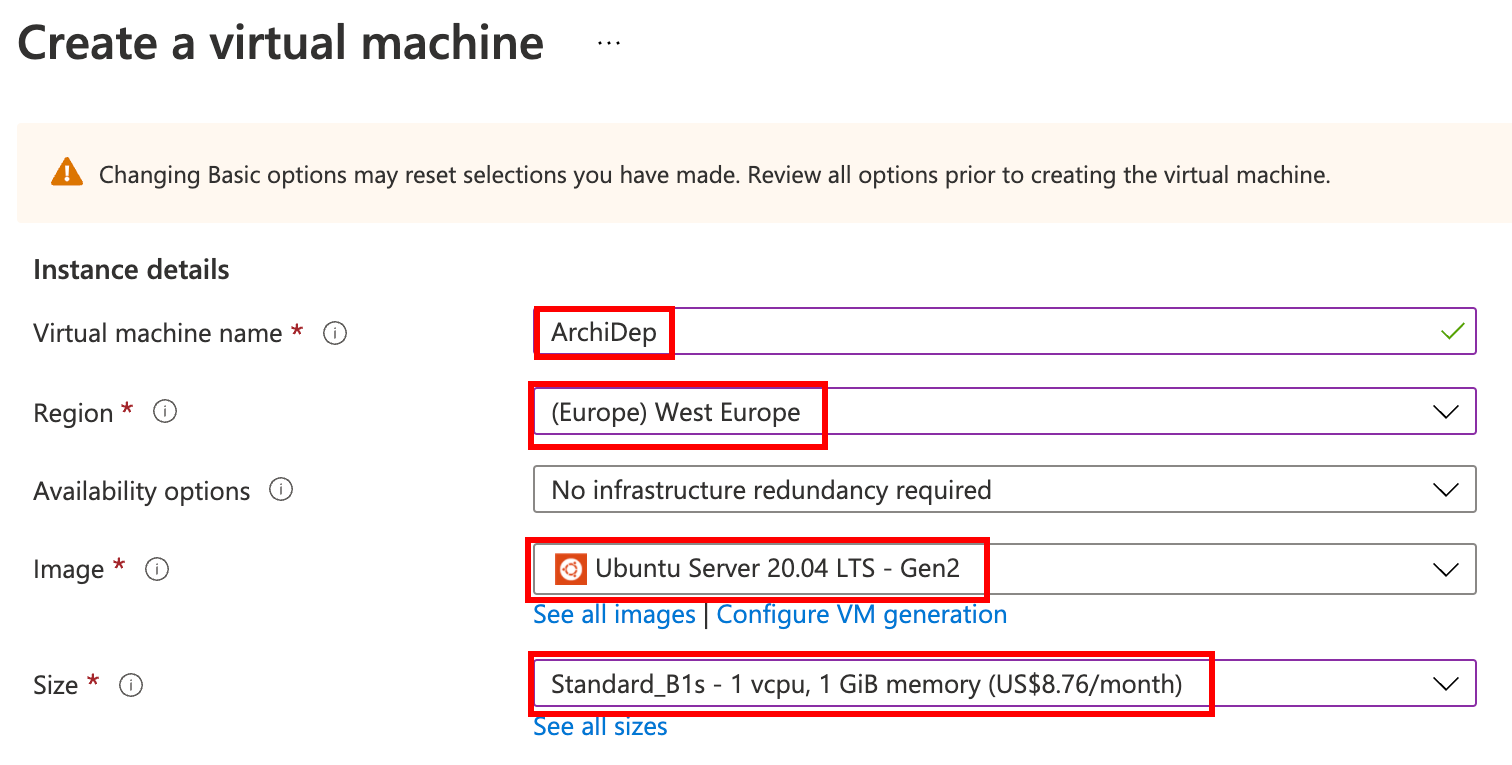 Create a virtual machine ...
Changing Basic options may reset selections you have made. Review all options prior to creating the virtual machine.
Instance details
Virtual machine name * ArchiDep
Region * (Europe) West Europe
Availability options No infrastructure redundancy required
Image * Ubuntu Server 20.04 LTS - Gen2
See all images | Configure VM generation
Size * Standard_B1s - 1 vcpu, 1 GiB memory (US$8.76/month)
See all sizes